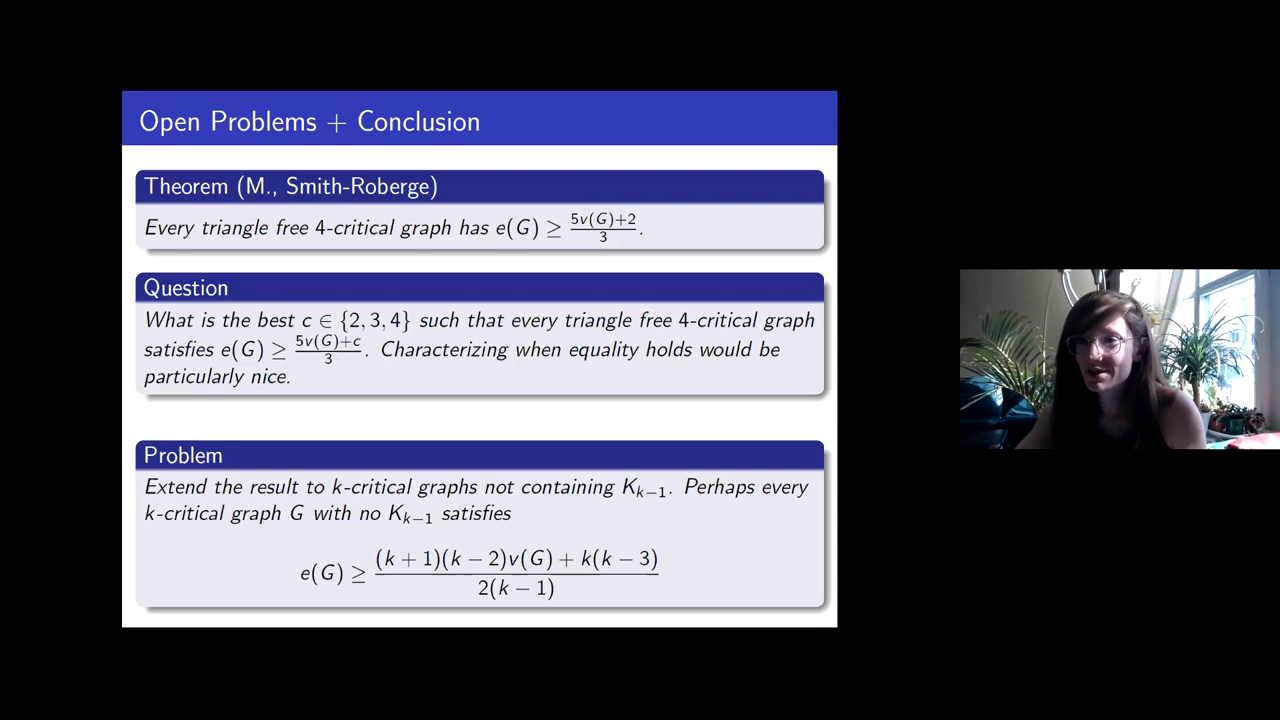 Open Problems + Conclusion
Theorem (M., Smith-Roberge)
Every triangle free 4-critical graph has e(G) ≥ (5v(G)+2)/3.
Question
What is the best c ∈ {2, 3, 4} such that every triangle free 4-critical graph
satisfies e(G) ≥ (5v(G)+c)/3. Characterizing when equality holds would be
particularly nice.
Problem
Extend the result to k-critical graphs not containing K_{k−1}. Perhaps every
k-critical graph G with no K_{k−1} satisfies
e(G) ≥ ((k + 1)(k − 2)v(G) + k(k − 3))/(2(k − 1))